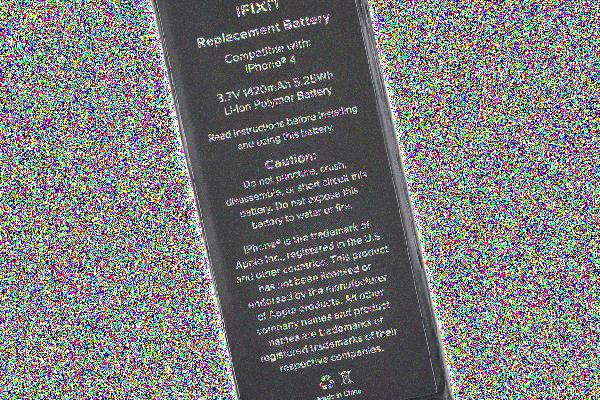 IFIXIT
Replacement Battery
Compatible with:
iPhone® 4
3.7V 1420mAh 5.25Wh
Li-Ion Polymer Battery
Read instructions before installing
and using this battery.
Caution:
Do not puncture, crash,
disassemble, or short circuit this
battery. Do not expose this
battery to water or fire.
iPhone® is the trademark of
Apple Inc., registered in the U.S
and other countries. This product
has not been licensed or
endorsed by the manufacturer
of Apple products. All other
company names and product
names are trademarks or
registered trademarks of their
respective companies.
Made in China